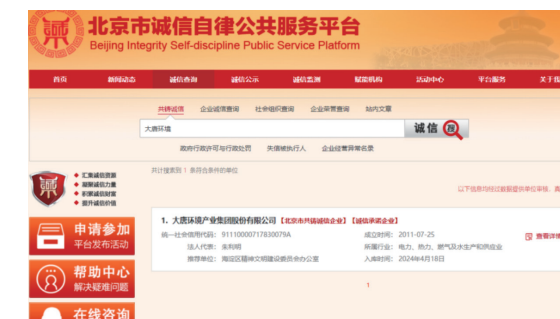 北京市诚信自律公共服务平台
Beijing Integrity Self-discipline Public Service Platform
首页 新闻动态 诚信查询 诚信公示 诚信监测 赋能机构 活动中心 平台服务
共铸诚信 企业诚信查询 社会组织查询 企业荣誉查询 站内文章
大唐环境
诚信
政府行政许可与行政处罚 失信被执行人 企业经营异常名录
共计搜索到 1 条符合条件的单位
汇集诚信资源
凝聚诚信力量
积累诚信财富
提升诚信价值
以下信息均经过数据提供单位审核，真
申请参加
平台发布活动
1. 大唐环境产业集团股份有限公司【北京市共铸诚信企业】【诚信承诺企业】
统一社会信用代码： 91110000717830079A 成立时间： 2011-07-25
查看详
法人代表： 朱利明 所属行业： 电力、热力、燃气及水生产和供应业
推荐单位： 海淀区精神文明建设委员会办公室 入库时间： 2024年4月18日
帮助中心
解决疑难问题
1
在线咨询